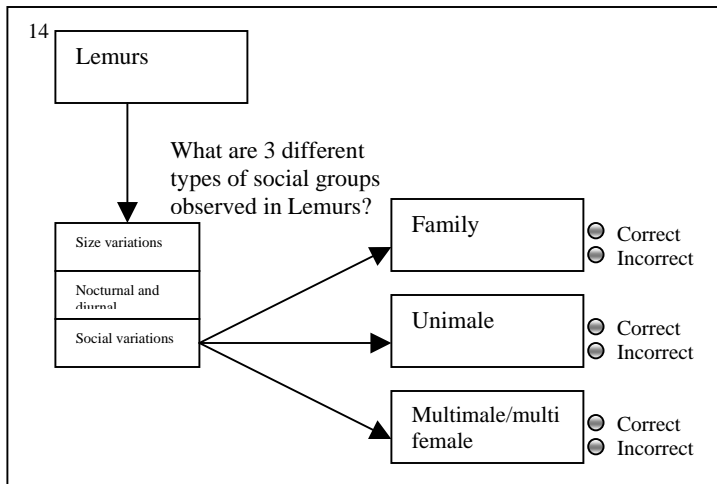 14
Lemurs
What are 3 different
types of social groups
observed in Lemurs?
Size variations
Nocturnal and
diurnal
Social variations
Family
Correct
Incorrect
Unimale
Correct
Incorrect
Multimale/multi
female
Correct
Incorrect